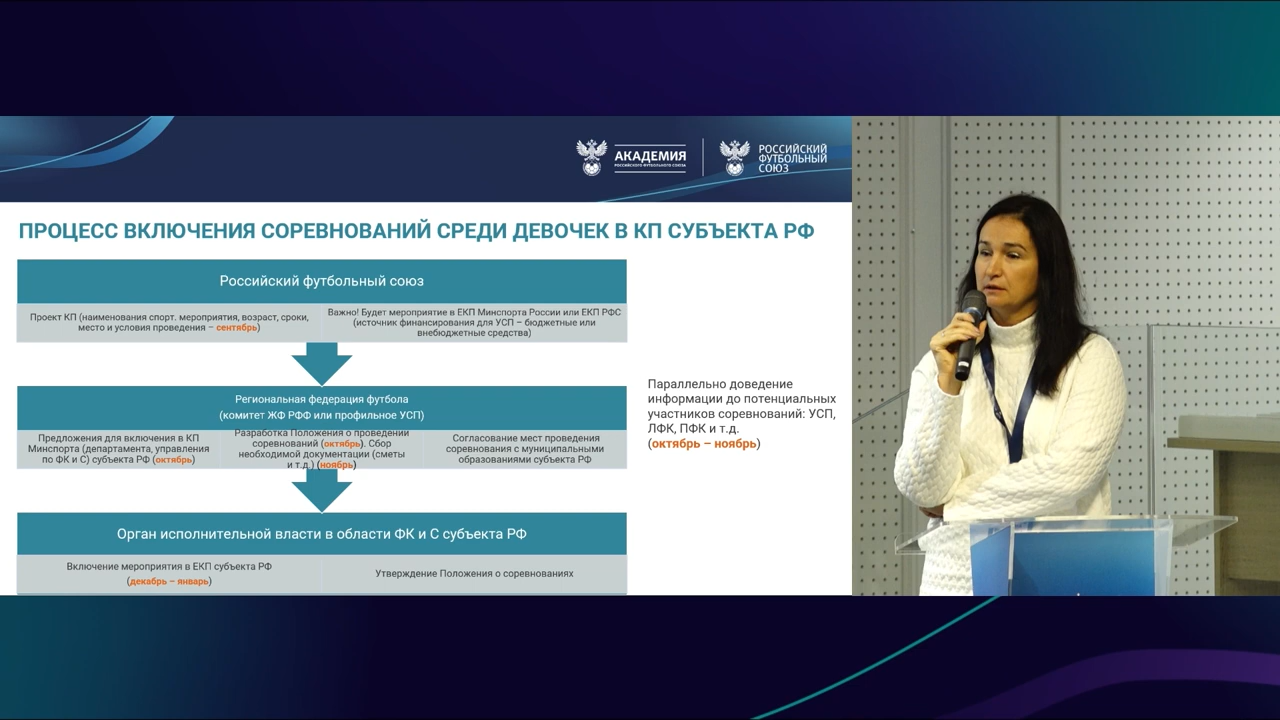 АКАДЕМИЯ
РОССИЙСКОГО ФУТБОЛЬНОГО СОЮЗА
РОССИЙСКИЙ
ФУТБОЛЬНЫЙ
СОЮЗ
ПРОЦЕСС ВКЛЮЧЕНИЯ СОРЕВНОВАНИЙ СРЕДИ ДЕВОЧЕК В КП СУБЪЕКТА РФ
Российский футбольный союз
Проект КП (наименования спорт. мероприятия, возраст, сроки,
место и условия проведения – сентябрь)
Важно! Будет мероприятие в ЕКП Минспорта России или ЕКП РФС
(источник финансирования для УСП – бюджетные или
внебюджетные средства)
Региональная федерация футбола
(комитет ЖФ РФФ или профильное УСП)
Предложения для включения в КП
Минспорта (департамента, управления
по ФК и С) субъекта РФ (октябрь)
Разработка Положения о проведении
соревнований (октябрь). Сбор
необходимой документации (сметы
и т.д.) (ноябрь)
Согласование мест проведения
соревнования с муниципальными
образованиями субъекта РФ
Параллельно доведение
информации до потенциальных
участников соревнований: УСП,
ЛФК, ПФК и т.д.
(октябрь – ноябрь)
Орган исполнительной власти в области ФК и С субъекта РФ
Включение мероприятия в ЕКП субъекта РФ
(декабрь – январь)
Утверждение Положения о соревнованиях